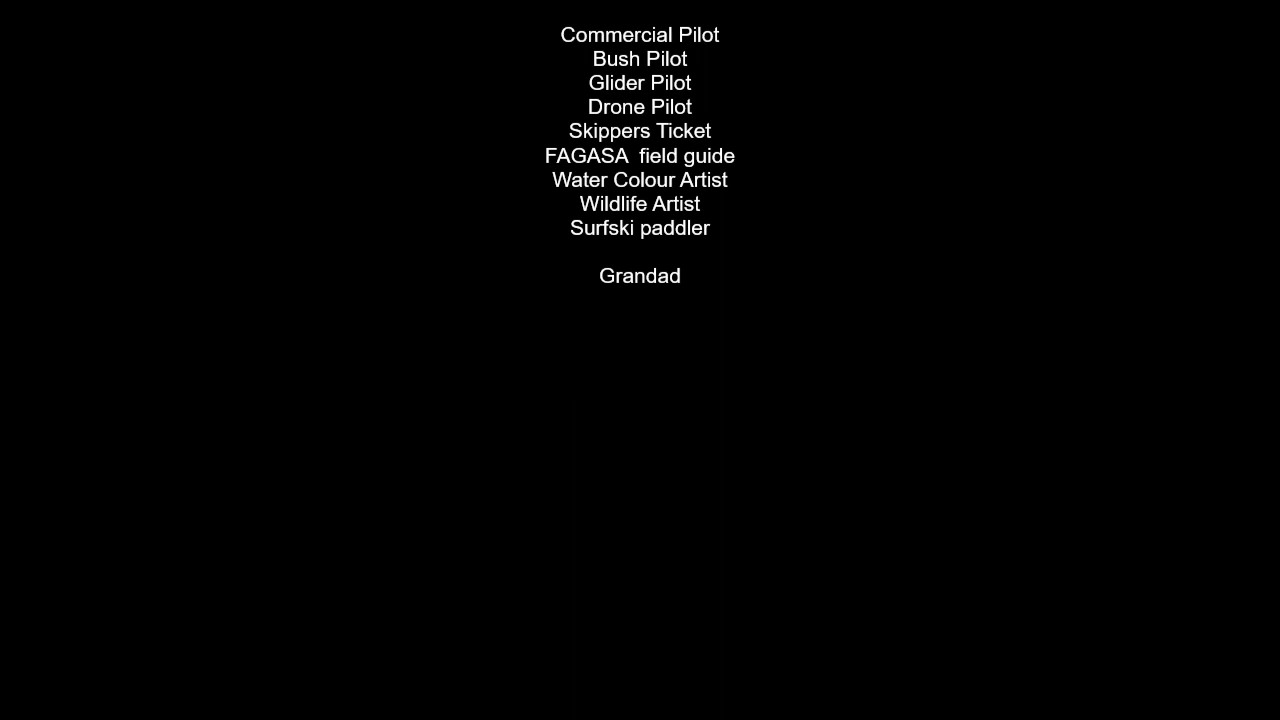 Commercial Pilot
Bush Pilot
Glider Pilot
Drone Pilot
Skippers Ticket
FAGASA  field guide
Water Colour Artist
Wildlife Artist
Surfski paddler
Grandad